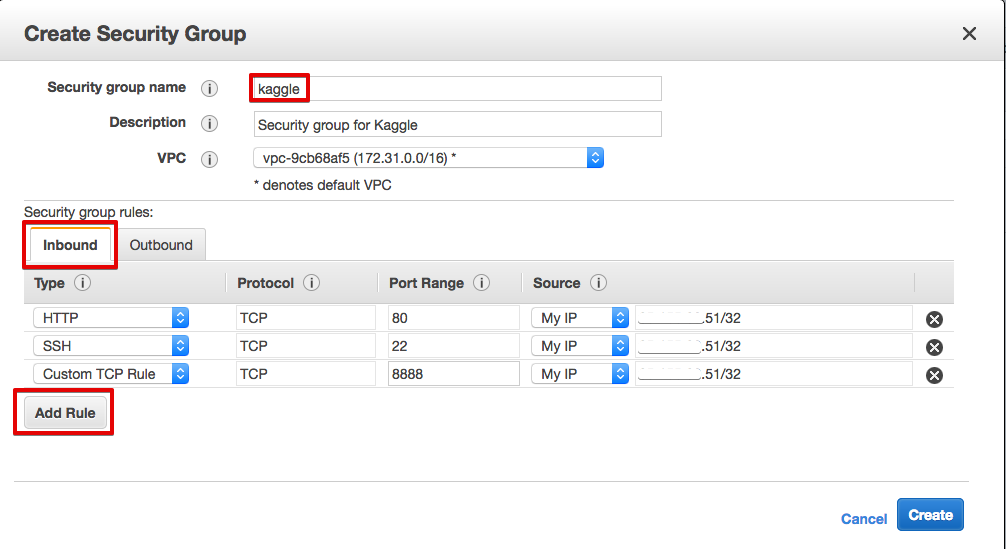 Create Security Group
Security group name i kaggle
Description i Security group for Kaggle
VPC i vpc-9cb68af5 (172.31.0.0/16) *
* denotes default VPC
Security group rules:
Inbound Outbound
Type i Protocol i Port Range i Source i
HTTP TCP 80 My IP .51/32
SSH TCP 22 My IP .51/32
Custom TCP Rule TCP 8888 My IP .51/32
Add Rule
Cancel Create